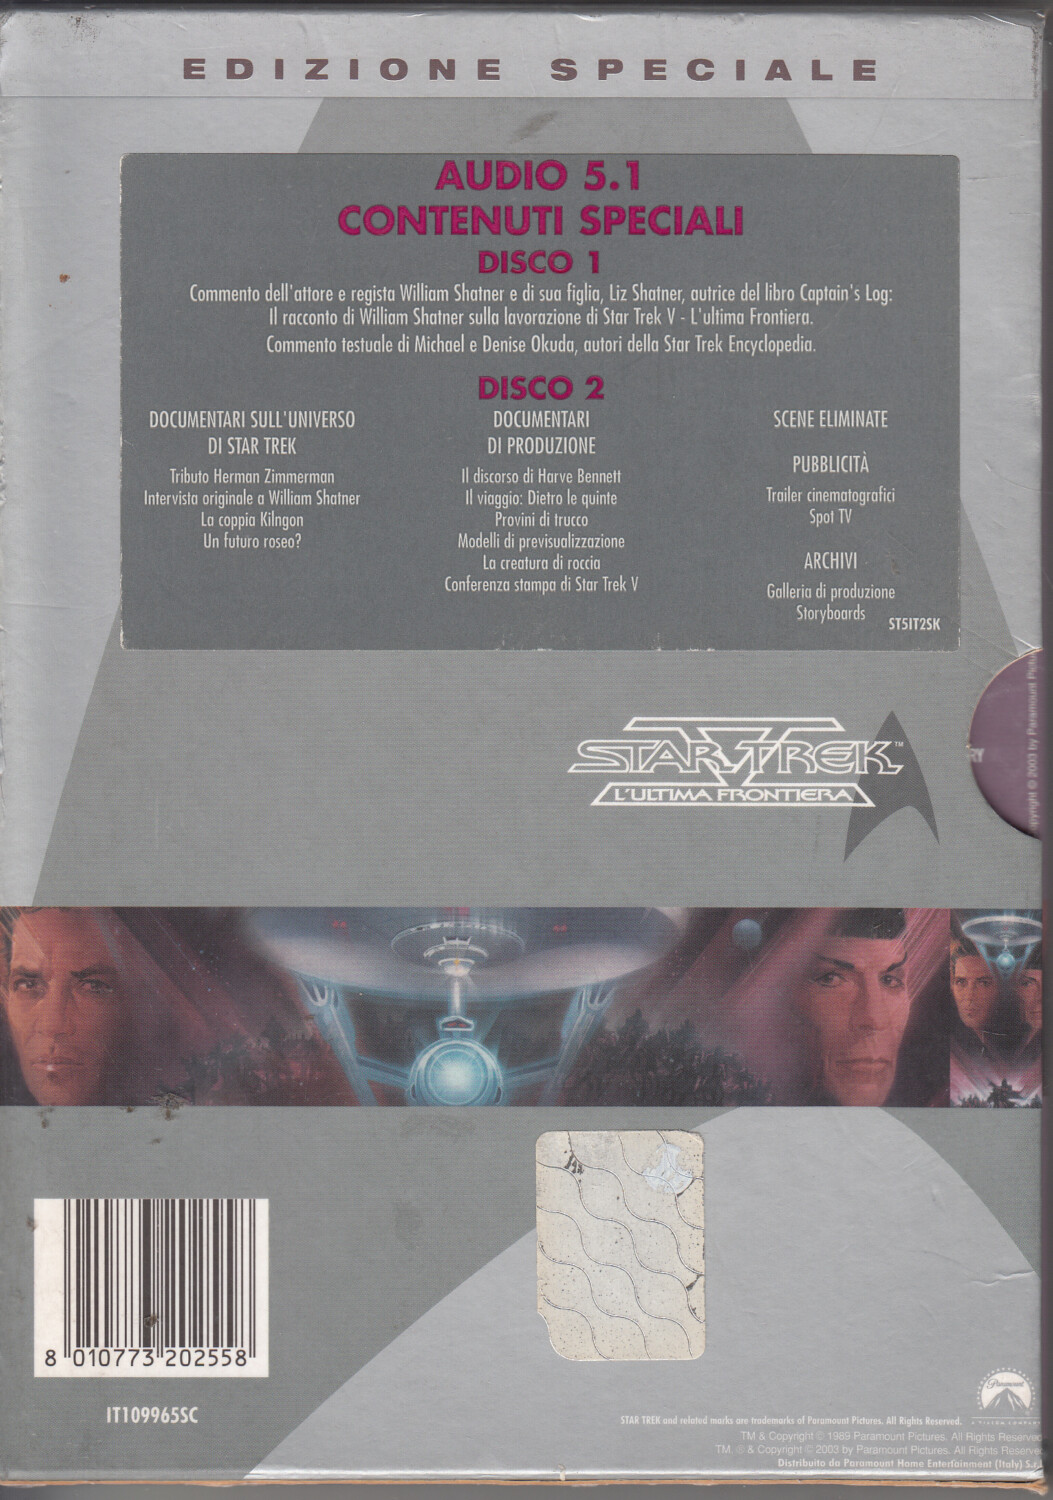 EDIZIONE SPECIALE
AUDIO 5.1
CONTENUTI SPECIALI
DISCO 1
Commento dell'attore e regista William Shatner e di sua figlia, Liz Shatner, autrice del libro Captain's Log:
Il racconto di William Shatner sulla lavorazione di Star Trek V - L'ultima Frontiera.
Commento testuale di Michael e Denise Okuda, autori della Star Trek Encyclopedia.
DISCO 2
DOCUMENTARI SULL'UNIVERSO
DI STAR TREK
Tributo Herman Zimmerman
Intervista originale a William Shatner
La coppia Kilngon
Un futuro roseo?
DOCUMENTARI
DI PRODUZIONE
Il discorso di Harve Bennett
Il viaggio: Dietro le quinte
Provini di trucco
Modelli di previsualizzazione
La creatura di roccia
Conferenza stampa di Star Trek V
SCENE ELIMINATE
PUBBLICITÀ
Trailer cinematografici
Spot TV
ARCHIVI
Galleria di produzione
Storyboards
ST5IT2SK
STAR TREK™
V
L'ULTIMA FRONTIERA
RY
opyright © 2003 by Paramount Pictu
8 010773 202558
IT109965SC
Paramount
STAR TREK and related marks are trademarks of Paramount Pictures. All Rights Reserved.
TM & Copyright © 1989 Paramount Pictures. All Rights Reserved
TM, ® & Copyright © 2003 by Paramount Pictures. All Rights Reserved
Distribuito da Paramount Home Entertainment (Italy) S.r.l